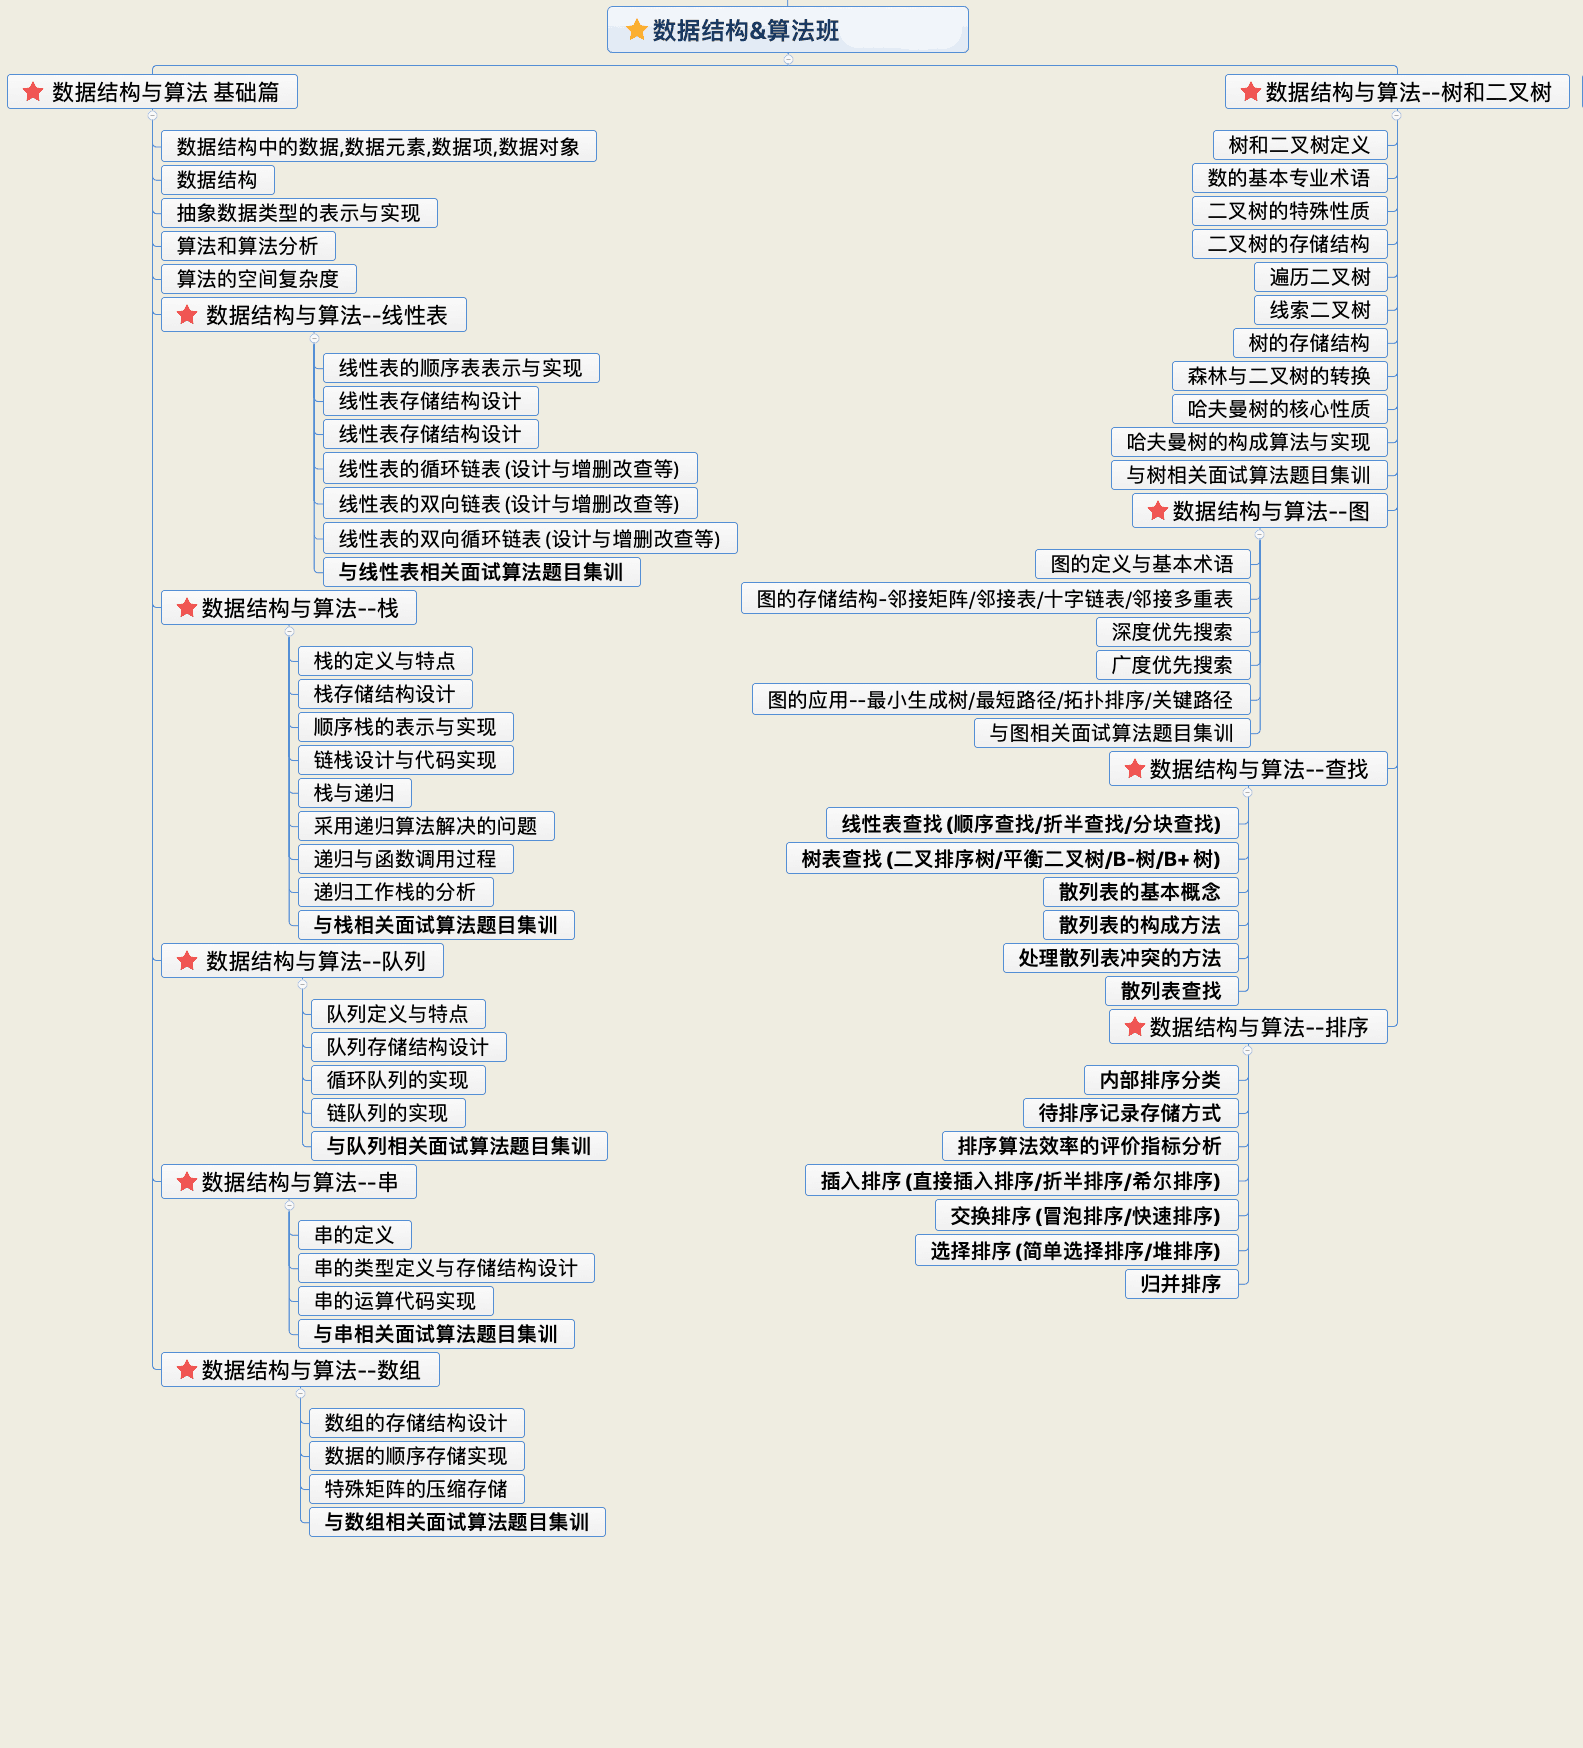 数据结构&算法班
数据结构与算法 基础篇
数据结构中的数据,数据元素,数据项,数据对象
数据结构
抽象数据类型的表示与实现
算法和算法分析
算法的空间复杂度
数据结构与算法--线性表
线性表的顺序表表示与实现
线性表存储结构设计
线性表存储结构设计
线性表的循环链表(设计与增删改查等)
线性表的双向链表(设计与增删改查等)
线性表的双向循环链表(设计与增删改查等)
与线性表相关面试算法题目集训
数据结构与算法--栈
栈的定义与特点
栈存储结构设计
顺序栈的表示与实现
链栈设计与代码实现
栈与递归
采用递归算法解决的问题
递归与函数调用过程
递归工作栈的分析
与栈相关面试算法题目集训
数据结构与算法--队列
队列定义与特点
队列存储结构设计
循环队列的实现
链队列的实现
与队列相关面试算法题目集训
数据结构与算法--串
串的定义
串的类型定义与存储结构设计
串的运算代码实现
与串相关面试算法题目集训
数据结构与算法--数组
数组的存储结构设计
数据的顺序存储实现
特殊矩阵的压缩存储
与数组相关面试算法题目集训
数据结构与算法--树和二叉树
树和二叉树定义
数的基本专业术语
二叉树的特殊性质
二叉树的存储结构
遍历二叉树
线索二叉树
树的存储结构
森林与二叉树的转换
哈夫曼树的核心性质
哈夫曼树的构成算法与实现
与树相关面试算法题目集训
数据结构与算法--图
图的定义与基本术语
图的存储结构-邻接矩阵/邻接表/十字链表/邻接多重表
深度优先搜索
广度优先搜索
图的应用--最小生成树/最短路径/拓扑排序/关键路径
与图相关面试算法题目集训
数据结构与算法--查找
线性表查找(顺序查找/折半查找/分块查找)
树表查找(二叉排序树/平衡二叉树/B-树/B+树)
散列表的基本概念
散列表的构成方法
处理散列表冲突的方法
散列表查找
数据结构与算法--排序
内部排序分类
待排序记录存储方式
排序算法效率的评价指标分析
插入排序(直接插入排序/折半排序/希尔排序)
交换排序(冒泡排序/快速排序)
选择排序(简单选择排序/堆排序)
归并排序